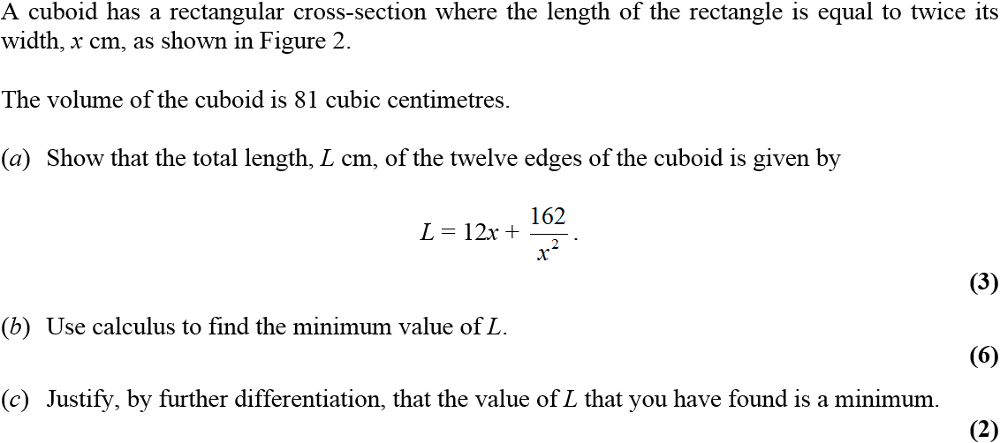 A cuboid has a rectangular cross-section where the length of the rectangle is equal to twice its
width, x cm, as shown in Figure 2.
The volume of the cuboid is 81 cubic centimetres.
(a) Show that the total length, L cm, of the twelve edges of the cuboid is given by
L = 12x + 162/x².
(3)
(b) Use calculus to find the minimum value of L.
(6)
(c) Justify, by further differentiation, that the value of L that you have found is a minimum.
(2)